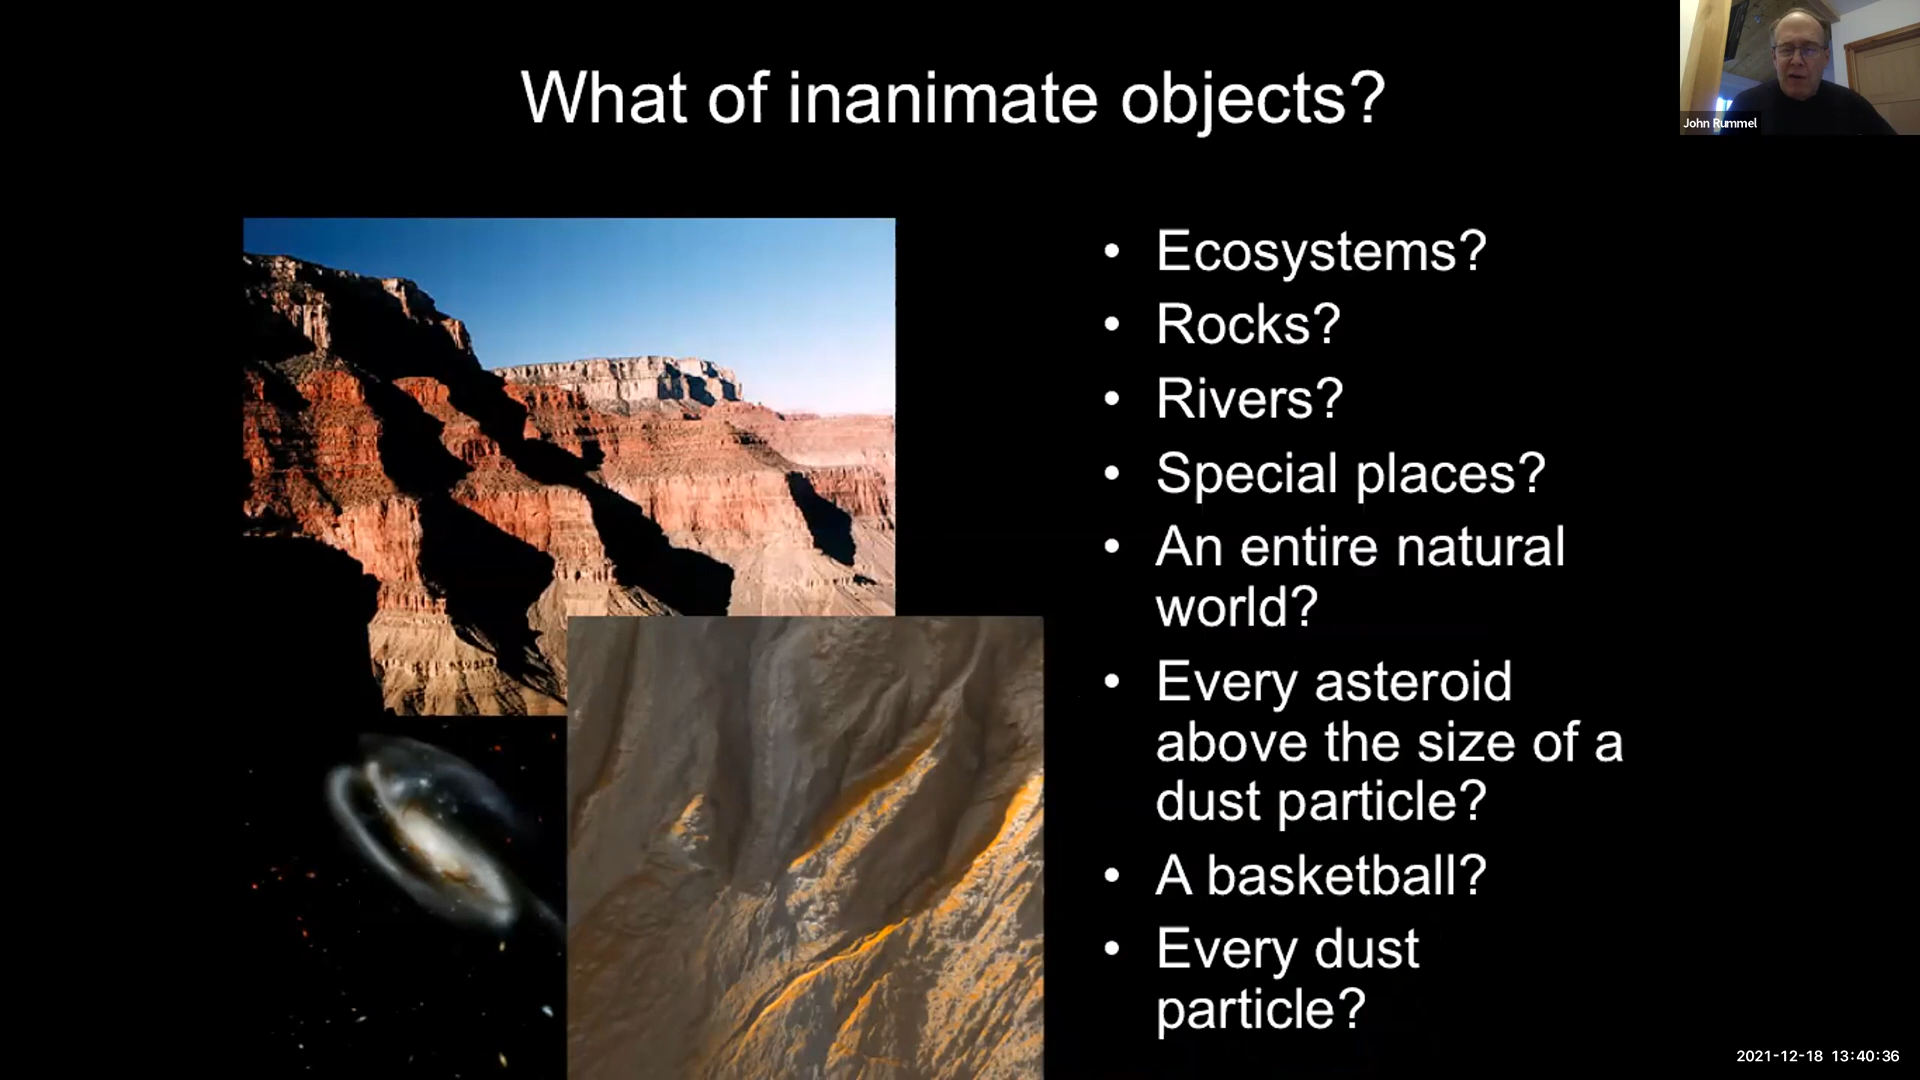 What of inanimate objects?
John Rummel
• Ecosystems?
• Rocks?
• Rivers?
• Special places?
• An entire natural
world?
• Every asteroid
above the size of a
dust particle?
• A basketball?
• Every dust
particle?
2021-12-18 13:40:36